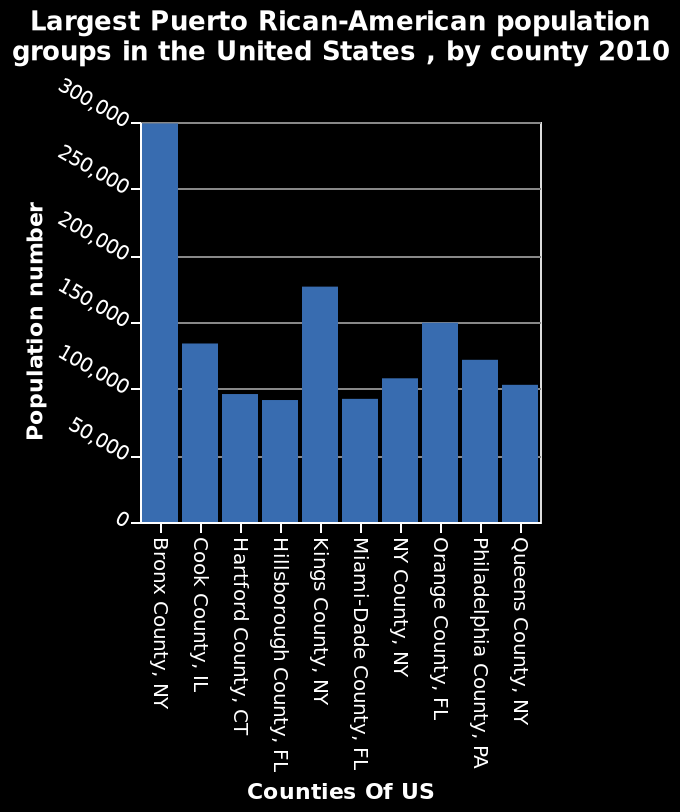 Largest Puerto Rican-American population
groups in the United States , by county 2010
Population number
300,000
250,000
200,000
150,000
100,000
50,000
0
Bronx County, NY
Cook County, IL
Hartford County, CT
Hillsborough County, FL
Kings County, NY
Miami-Dade County, FL
NY County, NY
Orange County, FL
Philadelphia County, PA
Queens County, NY
Counties Of US